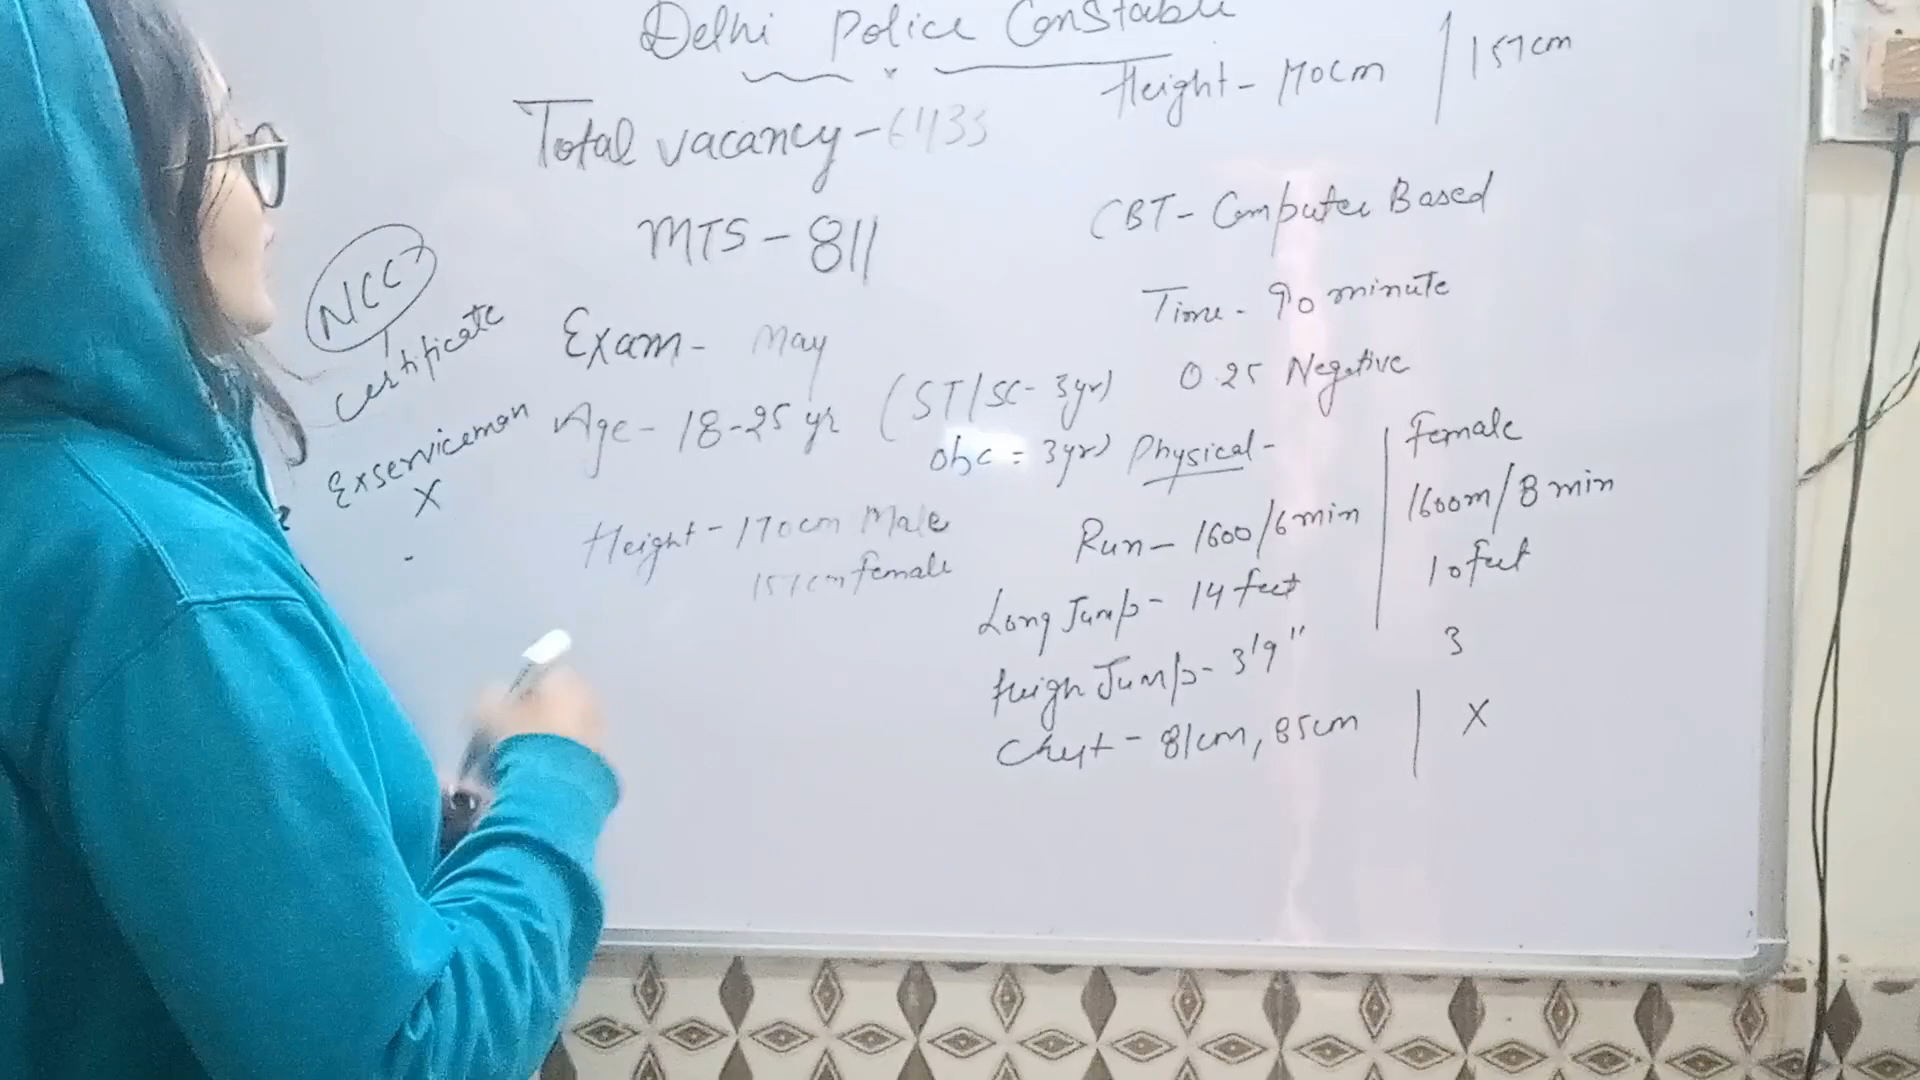 Delhi Police Constable
Total vacancy - 6433
MTS - 811
Exam - May
Age - 18-25 yr (ST/SC - 3yr)
obc = 3yr)
Height - 170cm Male
157cm female
NCC
Certificate
Exserviceman
X
Height - 170cm | 157cm
CBT - Computer Based
Time - 90 minute
0.25 Negative
Physical - | female
Run - 1600/6min | 1600m/8 min
Long Jump - 14 feet | 10 feet
High Jump - 3'9" 3
Chest - 81cm, 85cm | X